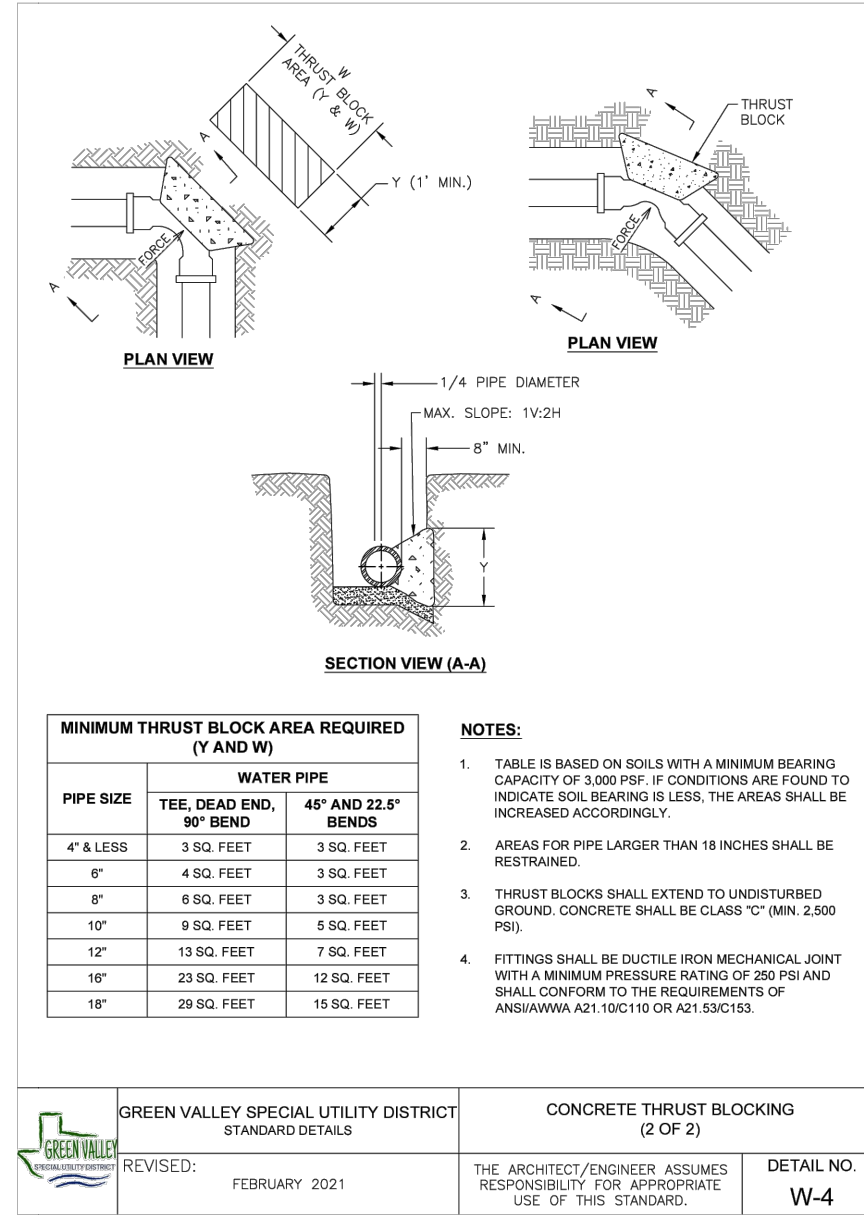 W
THRUST BLOCK
AREA (Y & W)
Y (1' MIN.)
A
A
FORCE
PLAN VIEW
A
THRUST
BLOCK
FORCE
A
PLAN VIEW
1/4 PIPE DIAMETER
MAX. SLOPE: 1V:2H
8" MIN.
Y
SECTION VIEW (A-A)
MINIMUM THRUST BLOCK AREA REQUIRED
(Y AND W)
PIPE SIZE
WATER PIPE
TEE, DEAD END,
90° BEND
45° AND 22.5°
BENDS
4" & LESS 3 SQ. FEET 3 SQ. FEET
6" 4 SQ. FEET 3 SQ. FEET
8" 6 SQ. FEET 3 SQ. FEET
10" 9 SQ. FEET 5 SQ. FEET
12" 13 SQ. FEET 7 SQ. FEET
16" 23 SQ. FEET 12 SQ. FEET
18" 29 SQ. FEET 15 SQ. FEET
NOTES:
1. TABLE IS BASED ON SOILS WITH A MINIMUM BEARING
CAPACITY OF 3,000 PSF. IF CONDITIONS ARE FOUND TO
INDICATE SOIL BEARING IS LESS, THE AREAS SHALL BE
INCREASED ACCORDINGLY.
2. AREAS FOR PIPE LARGER THAN 18 INCHES SHALL BE
RESTRAINED.
3. THRUST BLOCKS SHALL EXTEND TO UNDISTURBED
GROUND. CONCRETE SHALL BE CLASS "C" (MIN. 2,500
PSI).
4. FITTINGS SHALL BE DUCTILE IRON MECHANICAL JOINT
WITH A MINIMUM PRESSURE RATING OF 250 PSI AND
SHALL CONFORM TO THE REQUIREMENTS OF
ANSI/AWWA A21.10/C110 OR A21.53/C153.
GREEN VALLEY
SPECIAL UTILITY DISTRICT
GREEN VALLEY SPECIAL UTILITY DISTRICT
STANDARD DETAILS
REVISED:
FEBRUARY 2021
CONCRETE THRUST BLOCKING
(2 OF 2)
THE ARCHITECT/ENGINEER ASSUMES
RESPONSIBILITY FOR APPROPRIATE
USE OF THIS STANDARD.
DETAIL NO.
W-4